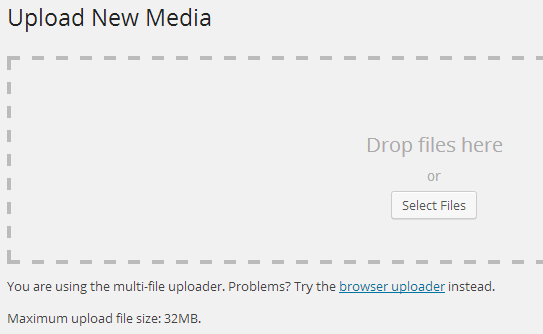 Upload New Media
Drop files here
or
Select Files
You are using the multi-file uploader. Problems? Try the browser uploader instead.
Maximum upload file size: 32MB.